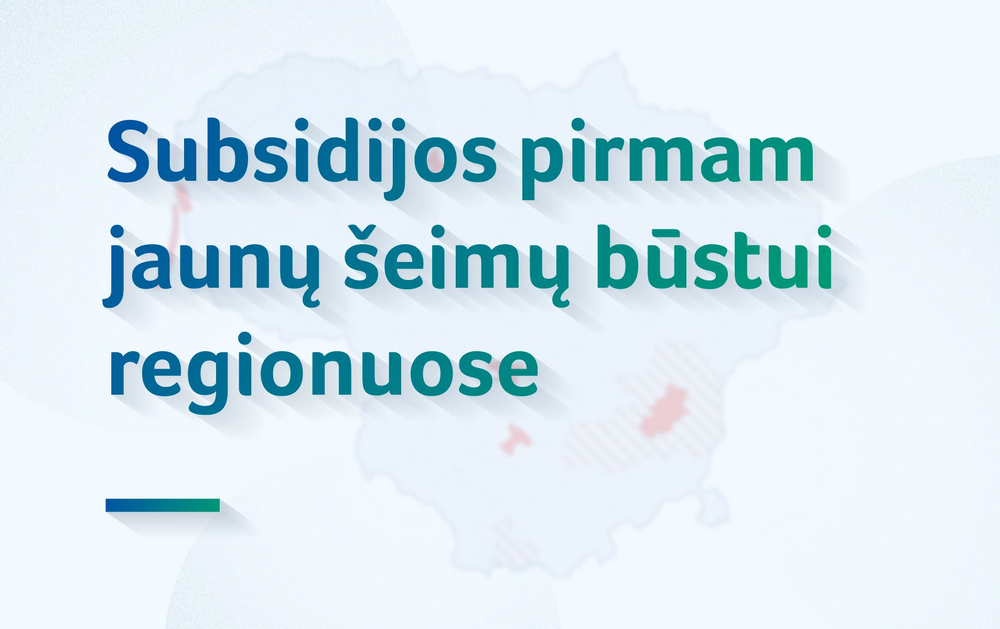 Subsidijos pirmam
jaunų šeimų būstui
regionuose